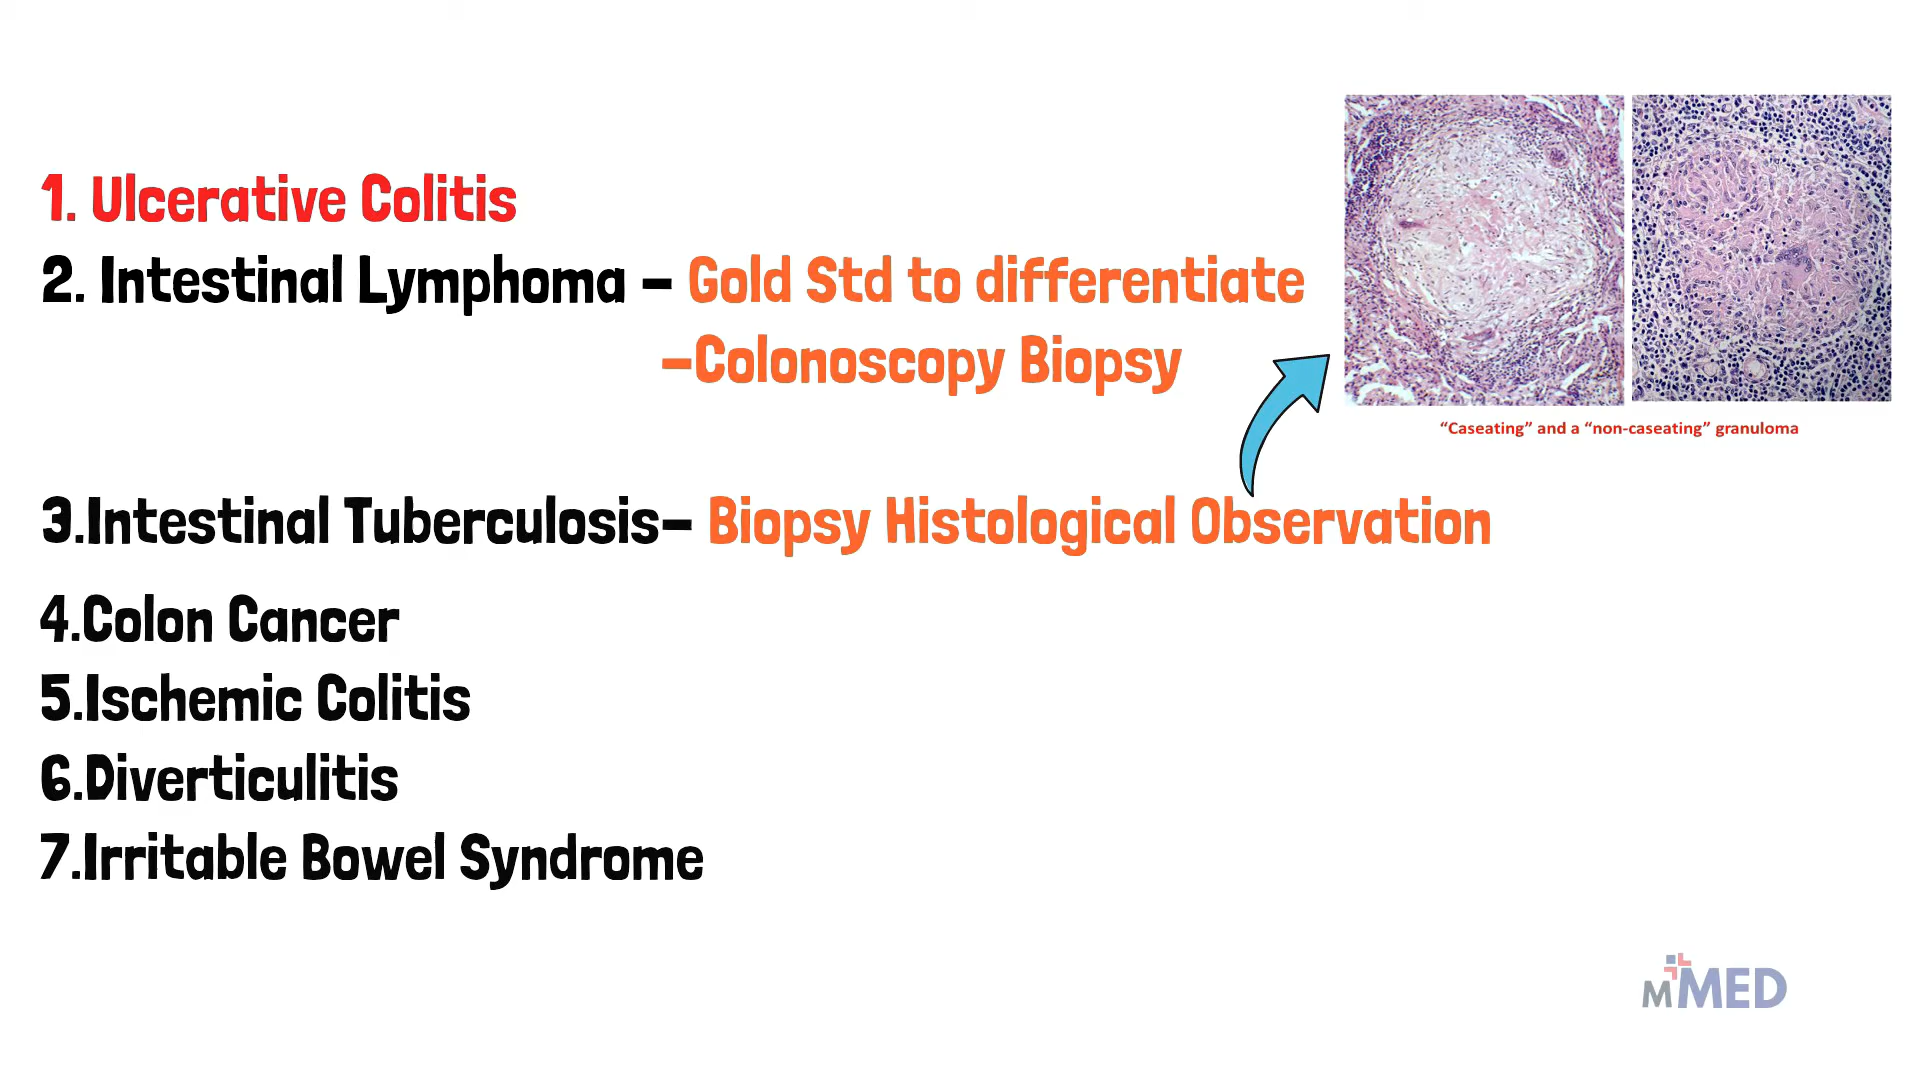 1. Ulcerative Colitis
2. Intestinal Lymphoma - Gold Std to differentiate
-Colonoscopy Biopsy
"Caseating" and a "non-caseating" granuloma
3.Intestinal Tuberculosis- Biopsy Histological Observation
4.Colon Cancer
5.Ischemic Colitis
6.Diverticulitis
7.Irritable Bowel Syndrome
MMED